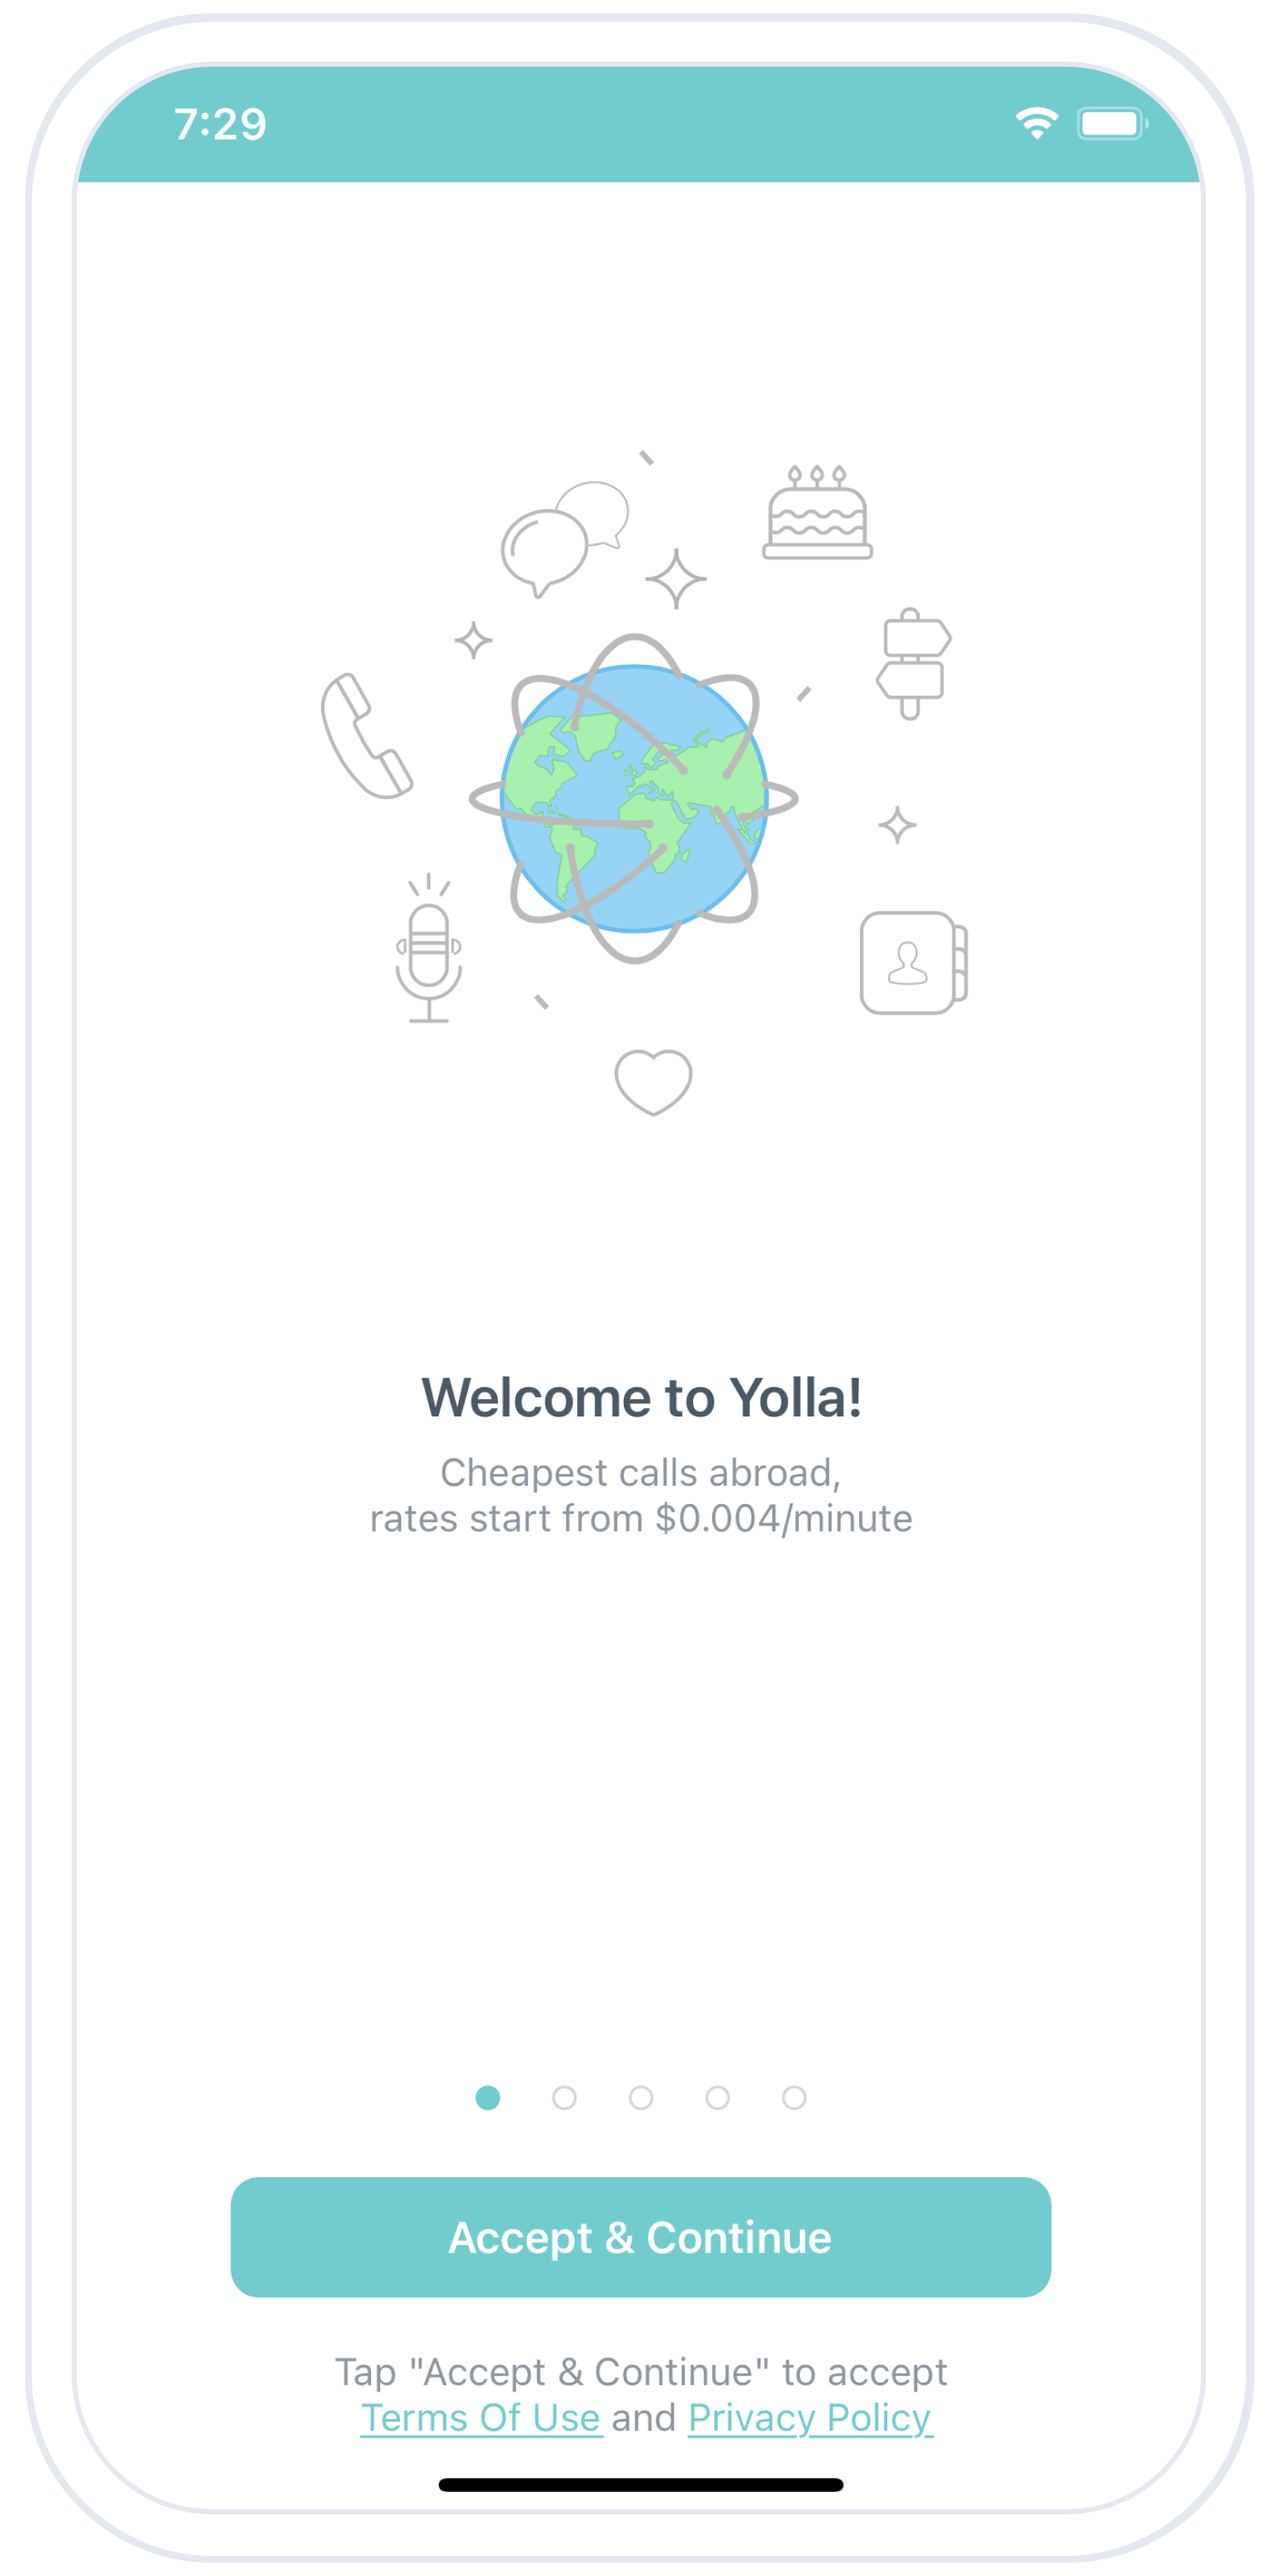 7:29
Welcome to Yolla!
Cheapest calls abroad,
rates start from $0.004/minute
Accept & Continue
Tap "Accept & Continue" to accept
Terms Of Use and Privacy Policy